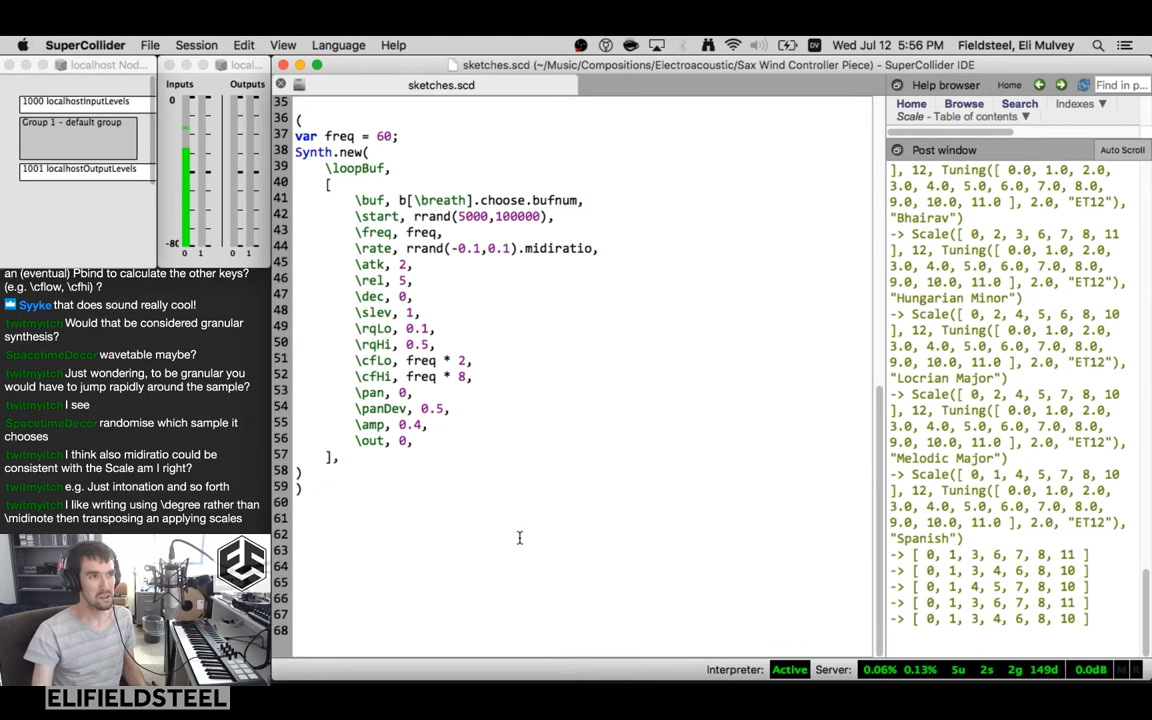 SuperCollider File Session Edit View Language Help
Wed Jul 12 5:56 PM Fieldsteel, Eli Mulvey
localhost Nod...
local...
sketches.scd (~/Music/Compositions/Electroacoustic/Sax Wind Controller Piece) - SuperCollider IDE
sketches.scd
1000 localhostInputLevels
Group 1 - default group
1001 localhostOutputLevels
Inputs Outputs
0
-80
0 1 0 1
an (eventual) Pbind to calculate the other keys?
(e.g. \cflow, \cfhi) ?
Syyke that does sound really cool!
twitmyitch Would that be considered granular
synthesis?
SpacetimeDecor wavetable maybe?
twitmyitch Just wondering, to be granular you
would have to jump rapidly around the sample?
twitmyitch I see
SpacetimeDecor randomise which sample it
chooses
twitmyitch I think also midiratio could be
consistent with the Scale am I right?
twitmyitch e.g. Just intonation and so forth
twitmyitch I like writing using \degree rather than
\midinote then transposing an applying scales
ELIFIELDSTEEL
35
36 (
37 var freq = 60;
38 Synth.new(
39 \loopBuf,
40 [
41 \buf, b[\breath].choose.bufnum,
42 \start, rrand(5000,100000),
43 \freq, freq,
44 \rate, rrand(-0.1,0.1).midiratio,
45 \atk, 2,
46 \rel, 5,
47 \dec, 0,
48 \slev, 1,
49 \rqLo, 0.1,
50 \rqHi, 0.5,
51 \cfLo, freq * 2,
52 \cfHi, freq * 8,
53 \pan, 0,
54 \panDev, 0.5,
55 \amp, 0.4,
56 \out, 0,
57 ],
58 )
59 )
60
61
62
63
64
65
66
67
68
Help browser Home Find in p...
Home Browse Search Indexes ▼
Scale - Table of contents ▼
Post window Auto Scroll
], 12, Tuning([ 0.0, 1.0, 2.0,
3.0, 4.0, 5.0, 6.0, 7.0, 8.0,
9.0, 10.0, 11.0 ], 2.0, "ET12"),
"Bhairav")
-> Scale([ 0, 2, 3, 6, 7, 8, 11
], 12, Tuning([ 0.0, 1.0, 2.0,
3.0, 4.0, 5.0, 6.0, 7.0, 8.0,
9.0, 10.0, 11.0 ], 2.0, "ET12"),
"Hungarian Minor")
-> Scale([ 0, 2, 4, 5, 6, 8, 10
], 12, Tuning([ 0.0, 1.0, 2.0,
3.0, 4.0, 5.0, 6.0, 7.0, 8.0,
9.0, 10.0, 11.0 ], 2.0, "ET12"),
"Locrian Major")
-> Scale([ 0, 2, 4, 5, 7, 8, 10
], 12, Tuning([ 0.0, 1.0, 2.0,
3.0, 4.0, 5.0, 6.0, 7.0, 8.0,
9.0, 10.0, 11.0 ], 2.0, "ET12"),
"Melodic Major")
-> Scale([ 0, 1, 4, 5, 7, 8, 10
], 12, Tuning([ 0.0, 1.0, 2.0,
3.0, 4.0, 5.0, 6.0, 7.0, 8.0,
9.0, 10.0, 11.0 ], 2.0, "ET12"),
"Spanish")
-> [ 0, 1, 3, 6, 7, 8, 11 ]
-> [ 0, 1, 3, 4, 6, 8, 10 ]
-> [ 0, 1, 4, 5, 7, 8, 10 ]
-> [ 0, 1, 3, 6, 7, 8, 11 ]
-> [ 0, 1, 3, 4, 6, 8, 10 ]
Interpreter: Active Server: 0.06% 0.13% 5u 2s 2g 149d 0.0dB M R